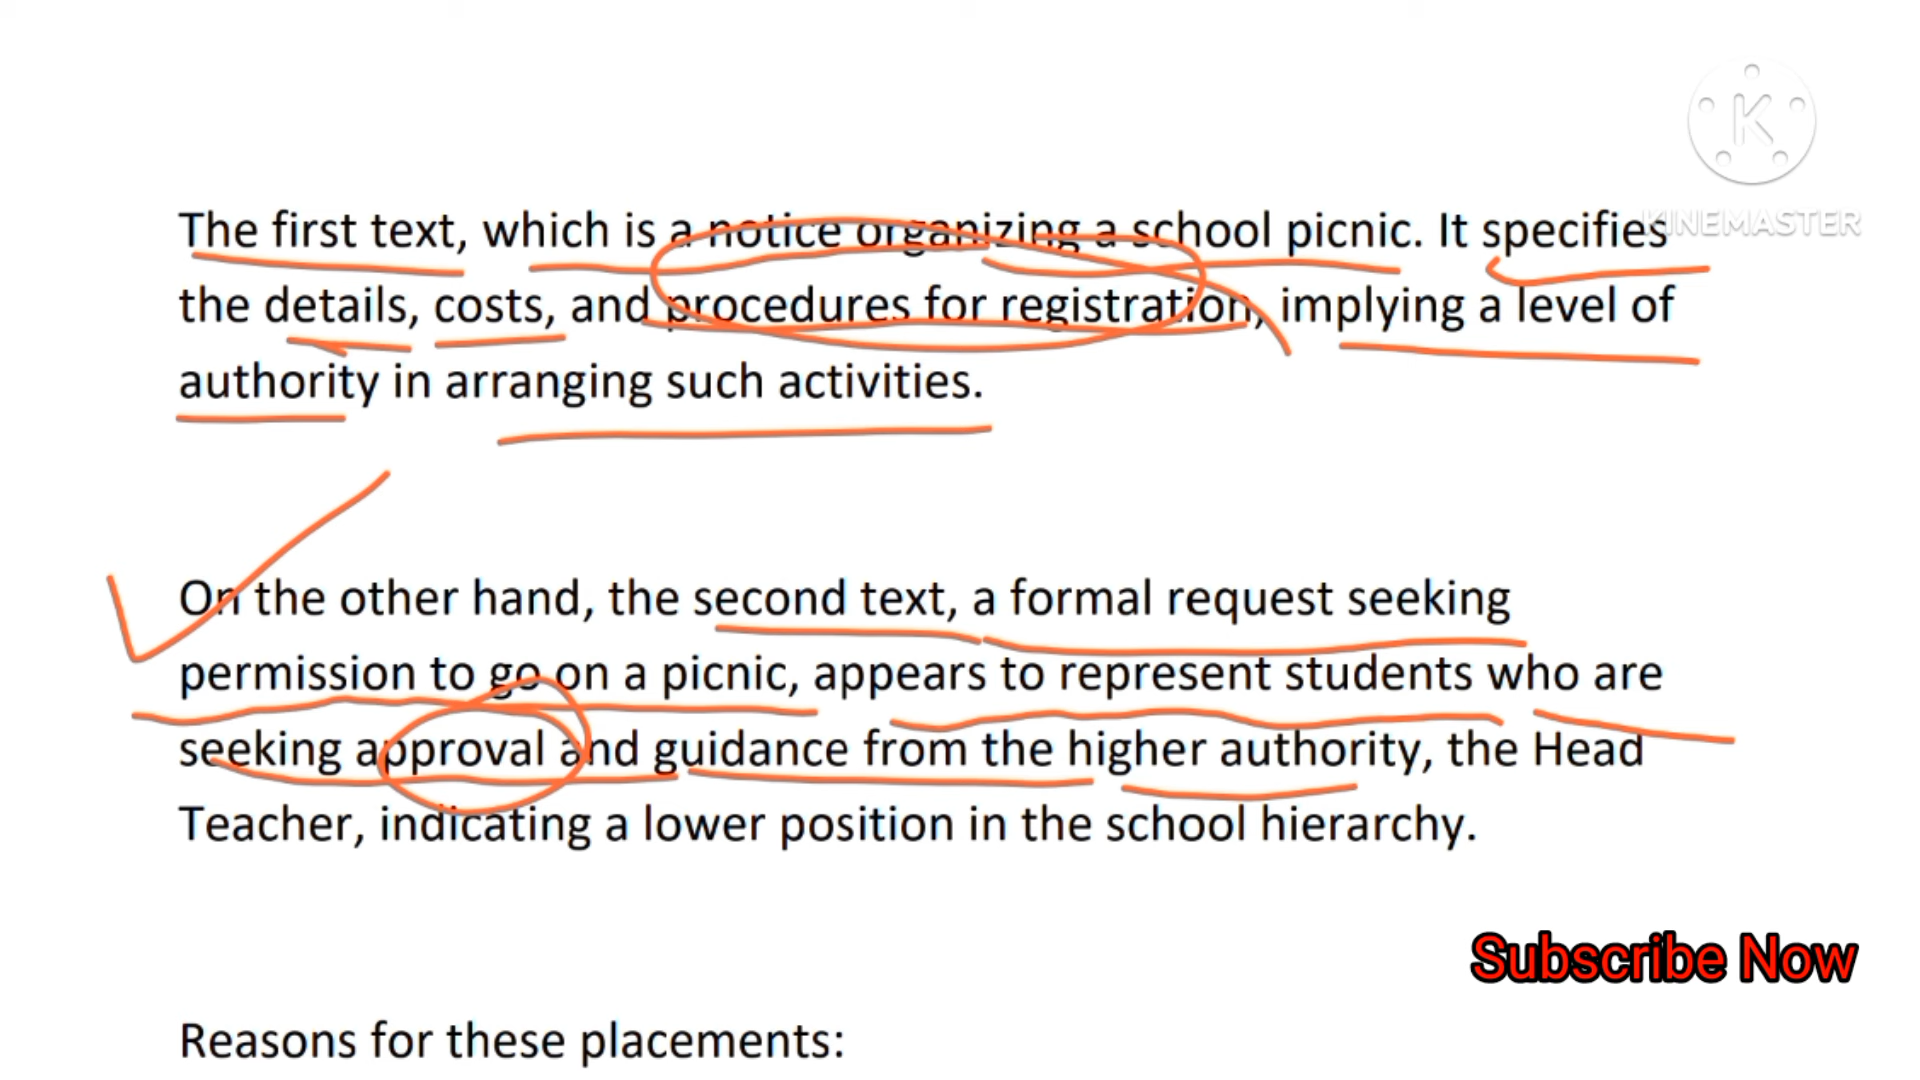 K
KINEMASTER
The first text, which is a notice organizing a school picnic. It specifies
the details, costs, and procedures for registration, implying a level of
authority in arranging such activities.
On the other hand, the second text, a formal request seeking
permission to go on a picnic, appears to represent students who are
seeking approval and guidance from the higher authority, the Head
Teacher, indicating a lower position in the school hierarchy.
Subscribe Now
Reasons for these placements: